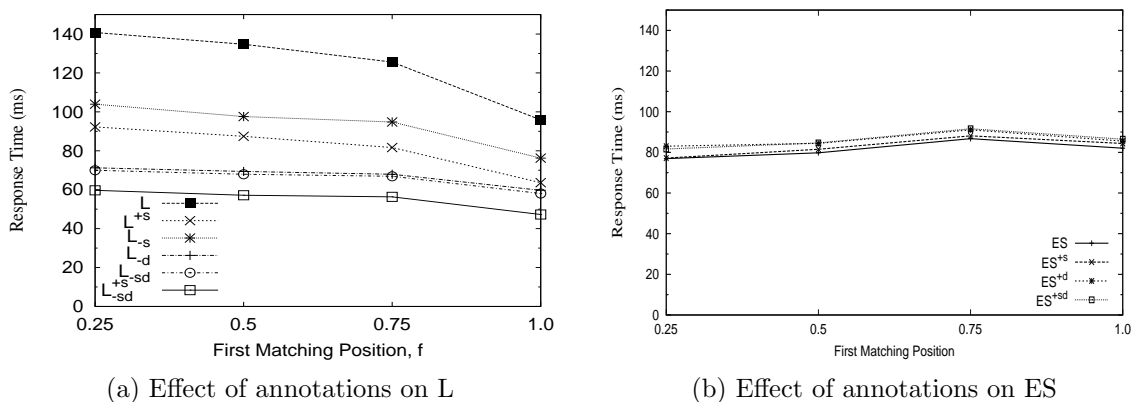 140
120
100
80
60
40
20
0
Response Time (ms)
L
L+s
L-s
L-d
L-sd
L+s-sd
0.25 0.5 0.75 1.0
First Matching Position, f
(a) Effect of annotations on L
140
120
100
80
60
40
20
0
Response Time (ms)
ES
ES+s
ES+d
ES+sd
0.25 0.5 0.75 1.0
First Matching Position
(b) Effect of annotations on ES